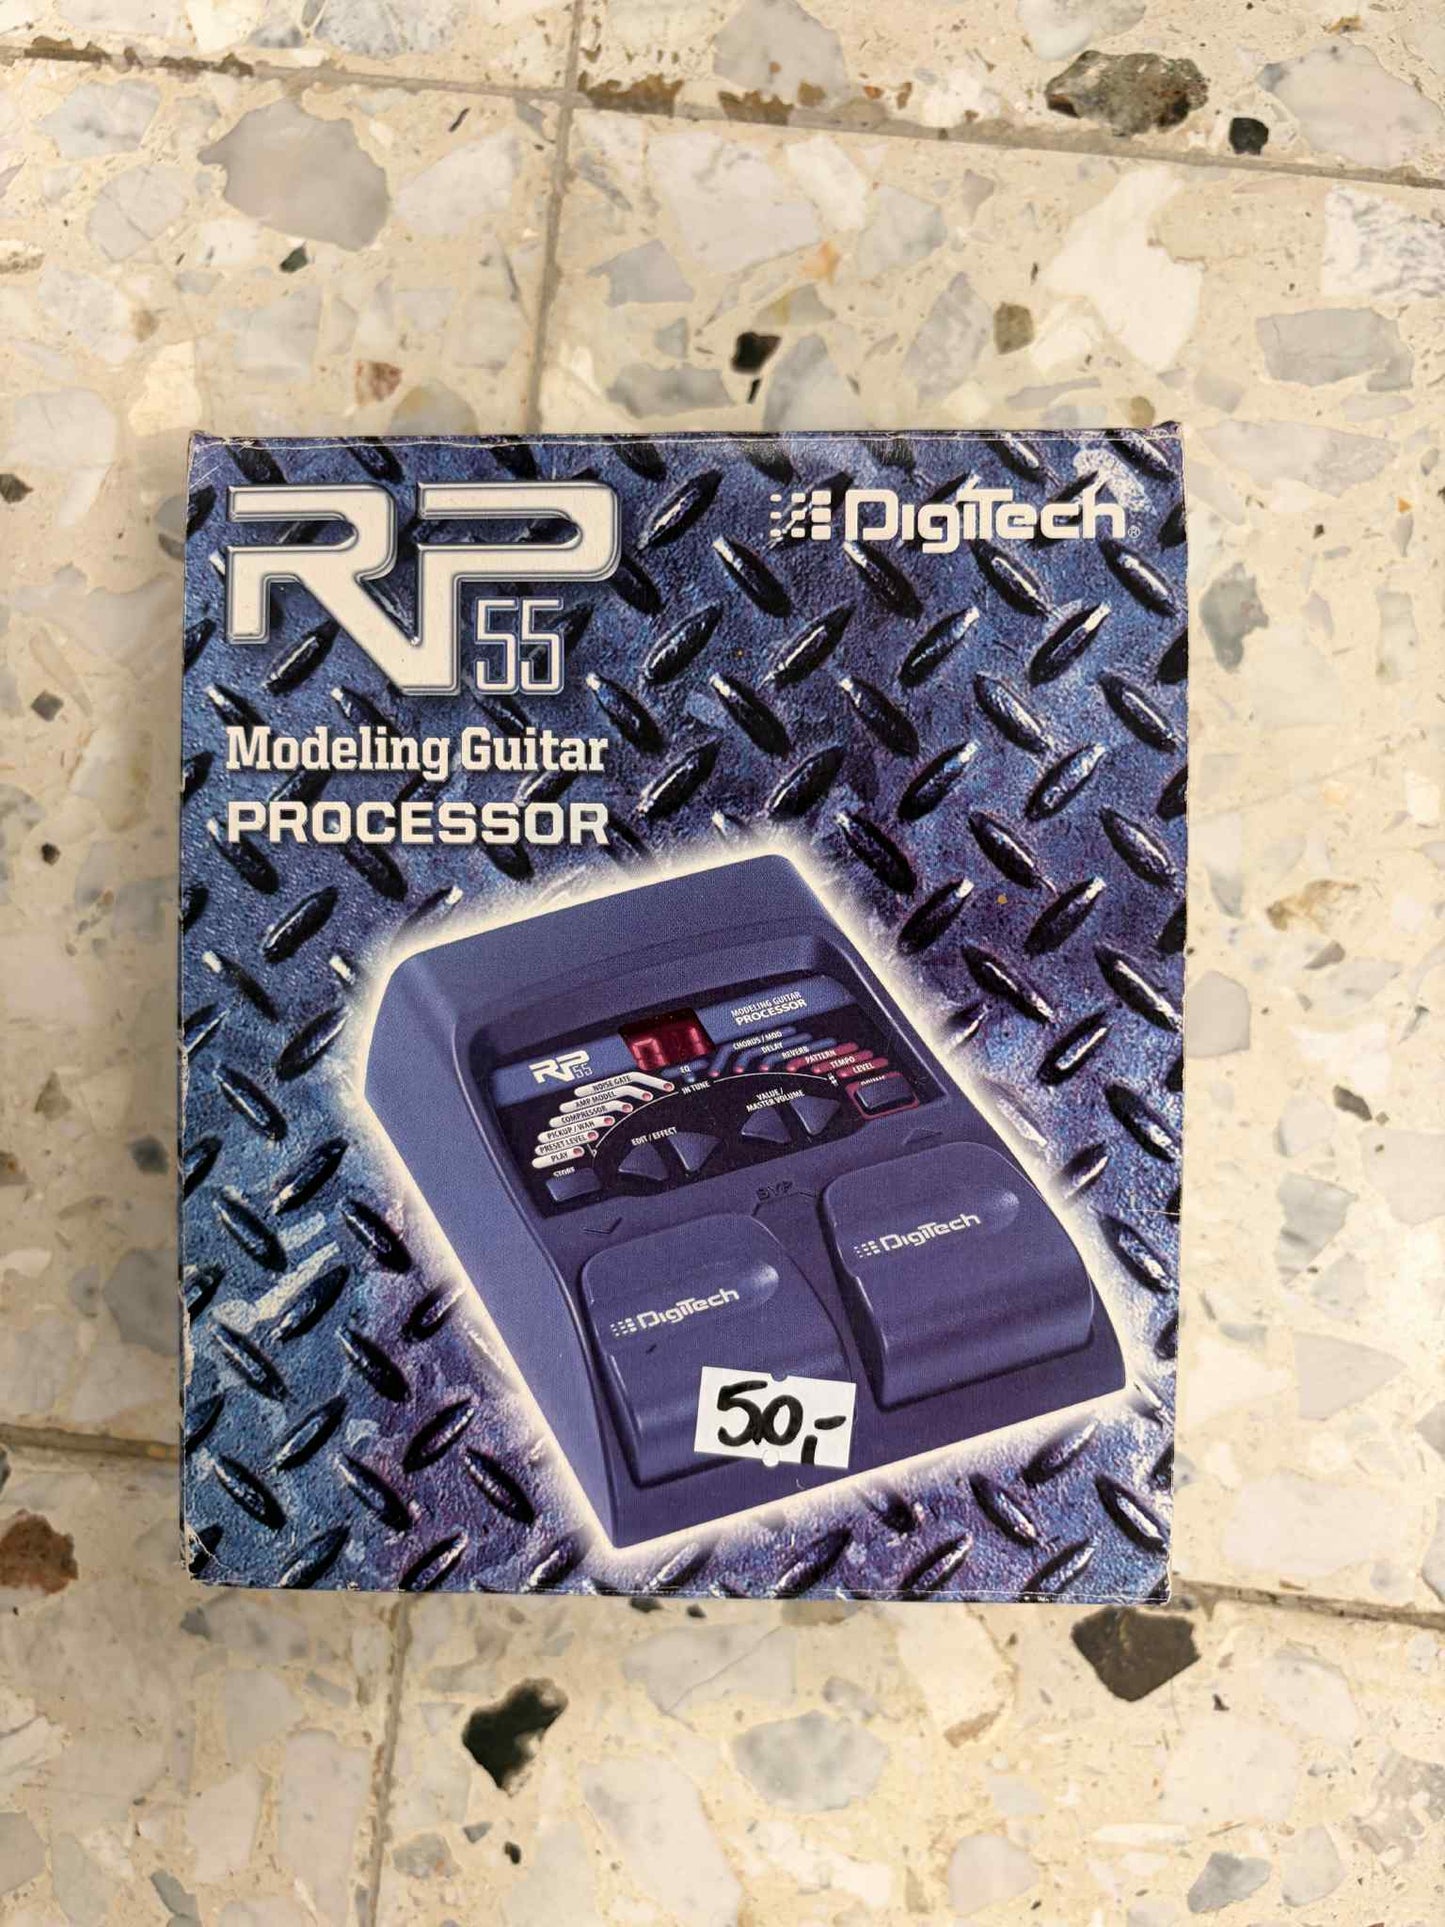 RP
55
DigiTech®
Modeling Guitar
PROCESSOR
MODELING GUITAR
PROCESSOR
RP
55
CHORUS / MOD
DELAY
REVERB
PATTERN
TEMPO
LEVEL
EQ
IN TUNE
NOISE GATE
AMP MODEL
COMPRESSOR
PICKUP / WAH
PRESET LEVEL
PLAY
STORE
EDIT / EFFECT
VALUE /
MASTER VOLUME
BYP
DigiTech
DigiTech
50,-